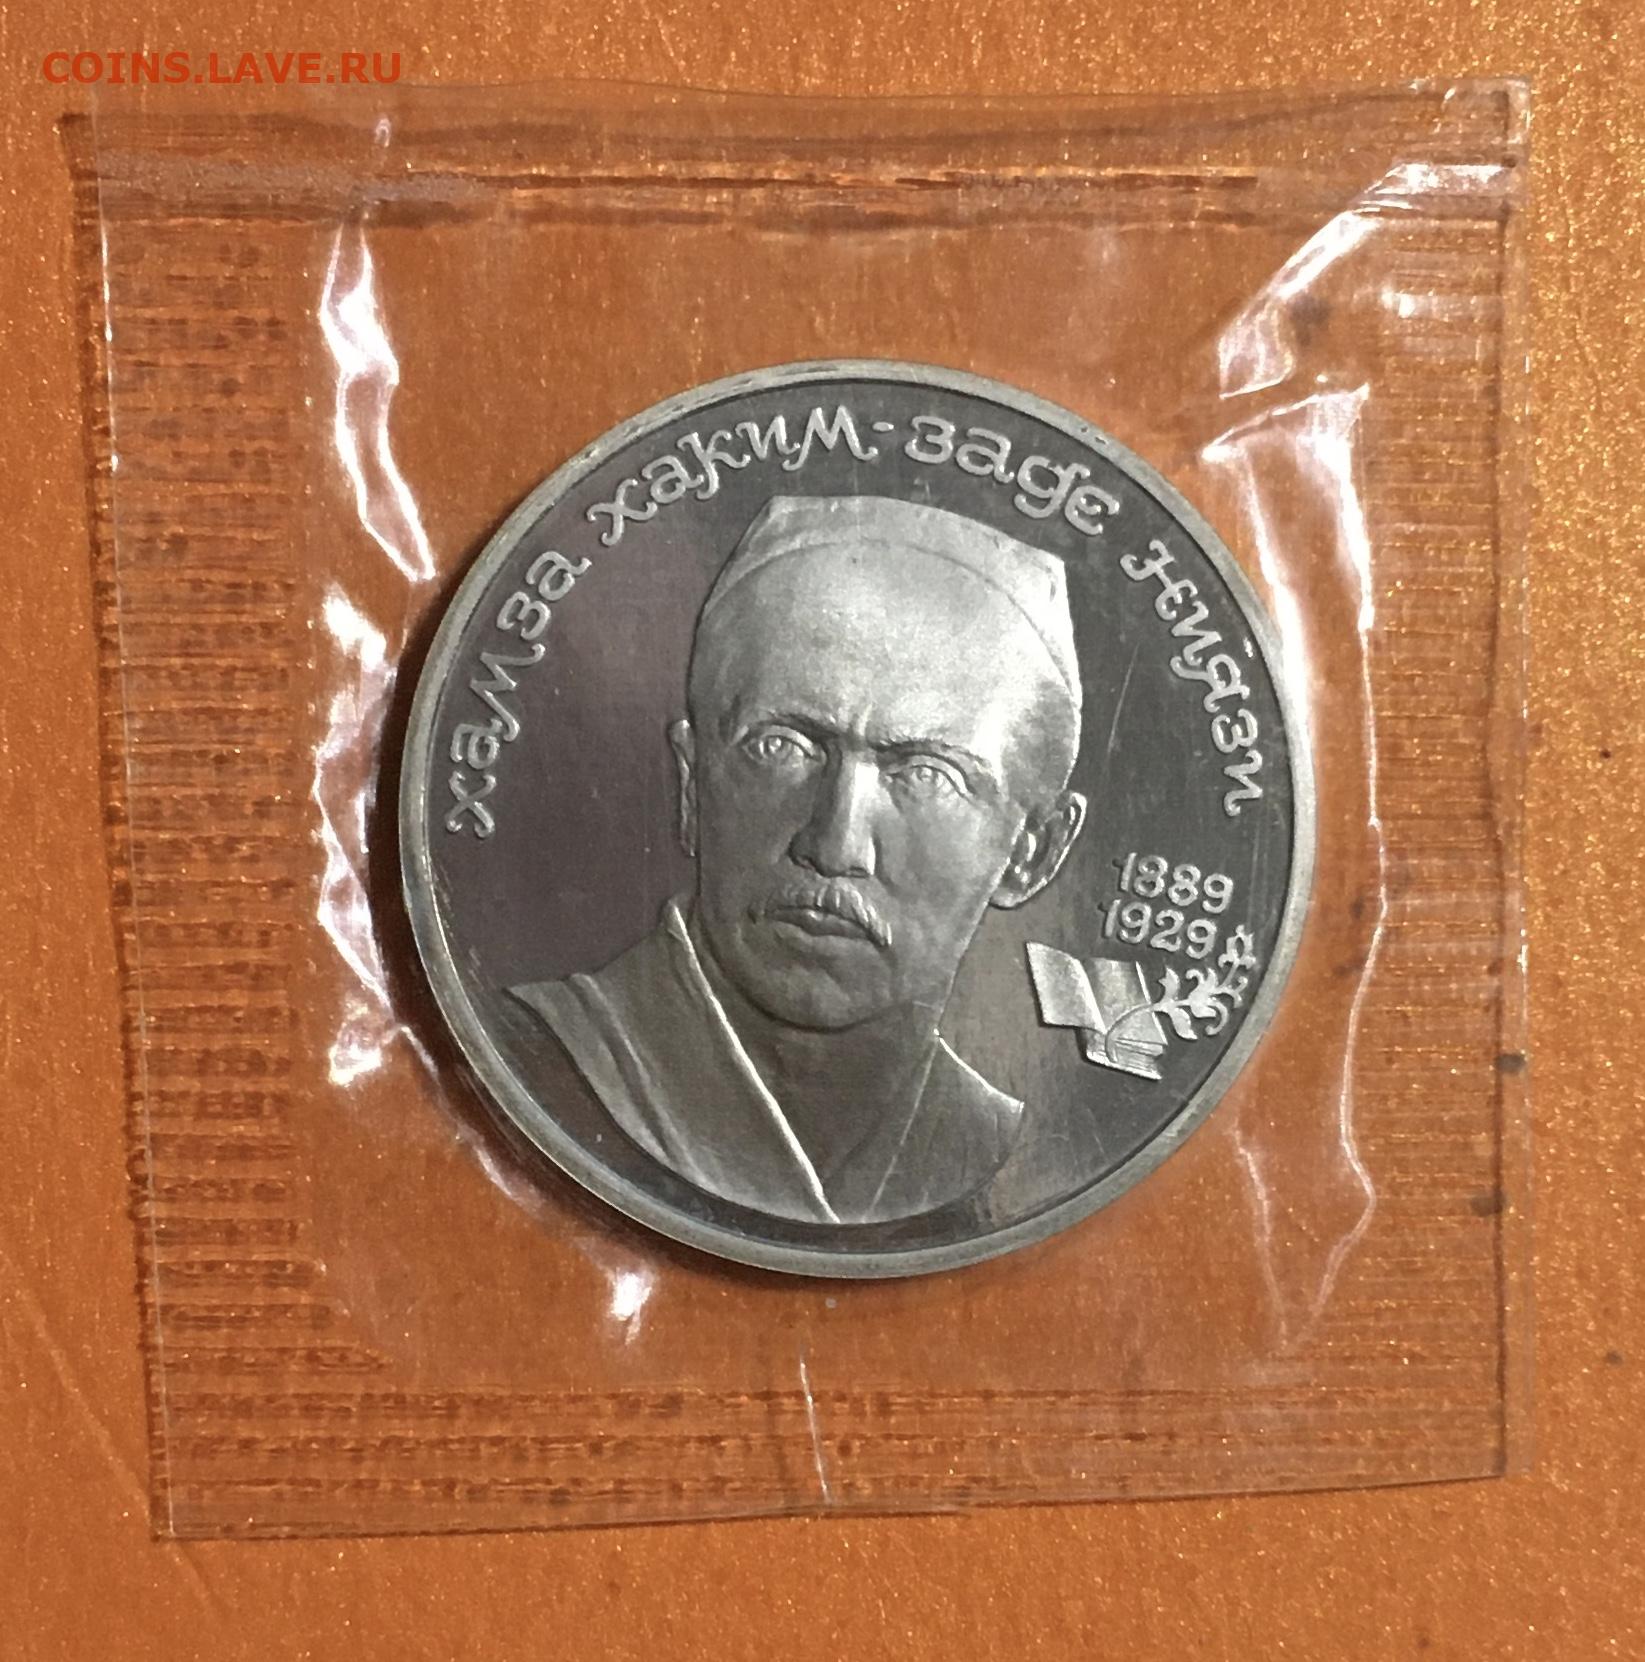 COINS.LAVE.RU
хамза хаким-заде ниязи
1889
1929